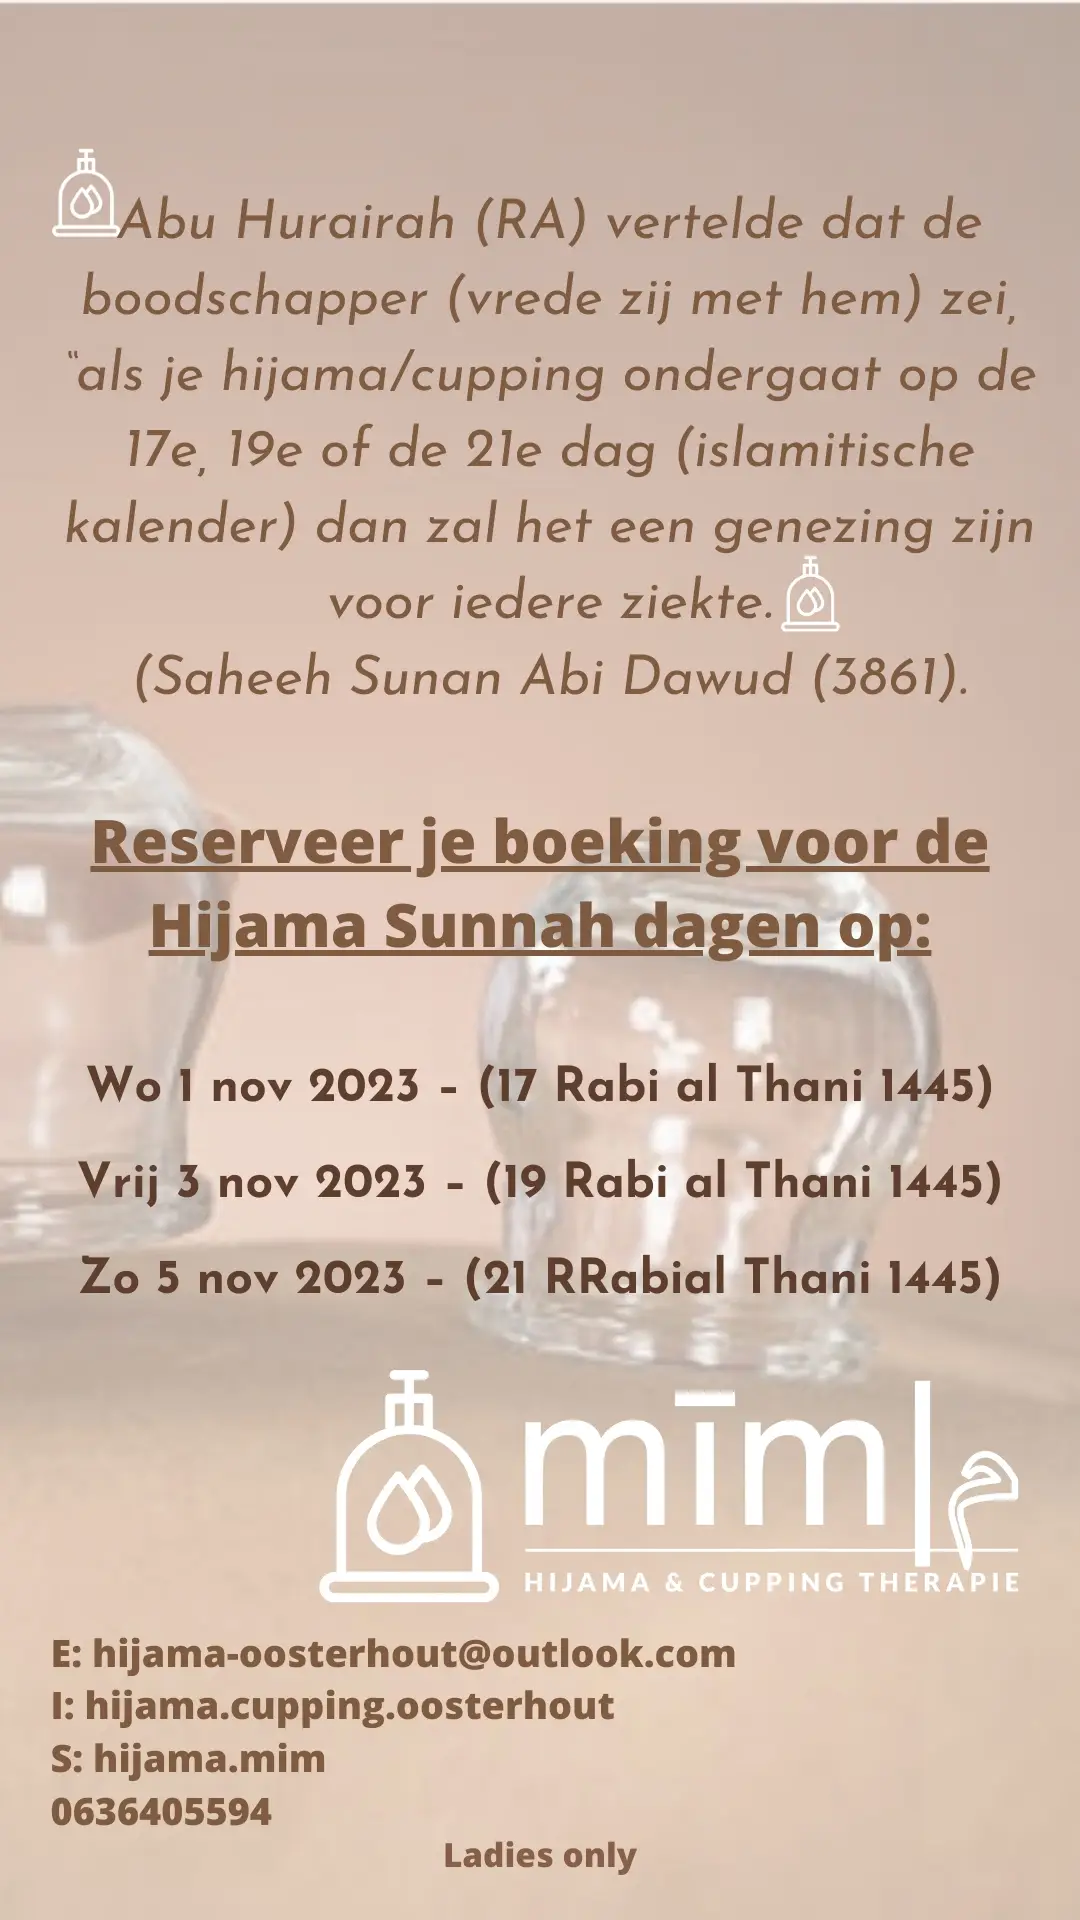 Abu Hurairah (RA) vertelde dat de
boodschapper (vrede zij met hem) zei,
“als je hijama/cupping ondergaat op de
17e, 19e of de 21e dag (islamitische
kalender) dan zal het een genezing zijn
voor iedere ziekte.
(Saheeh Sunan Abi Dawud (3861).
Reserveer je boeking voor de
Hijama Sunnah dagen op:
Wo 1 nov 2023 – (17 Rabi al Thani 1445)
Vrij 3 nov 2023 – (19 Rabi al Thani 1445)
Zo 5 nov 2023 – (21 RRabial Thani 1445)
mīm | م
HIJAMA & CUPPING THERAPIE
E: hijama-oosterhout@outlook.com
I: hijama.cupping.oosterhout
S: hijama.mim
0636405594
Ladies only